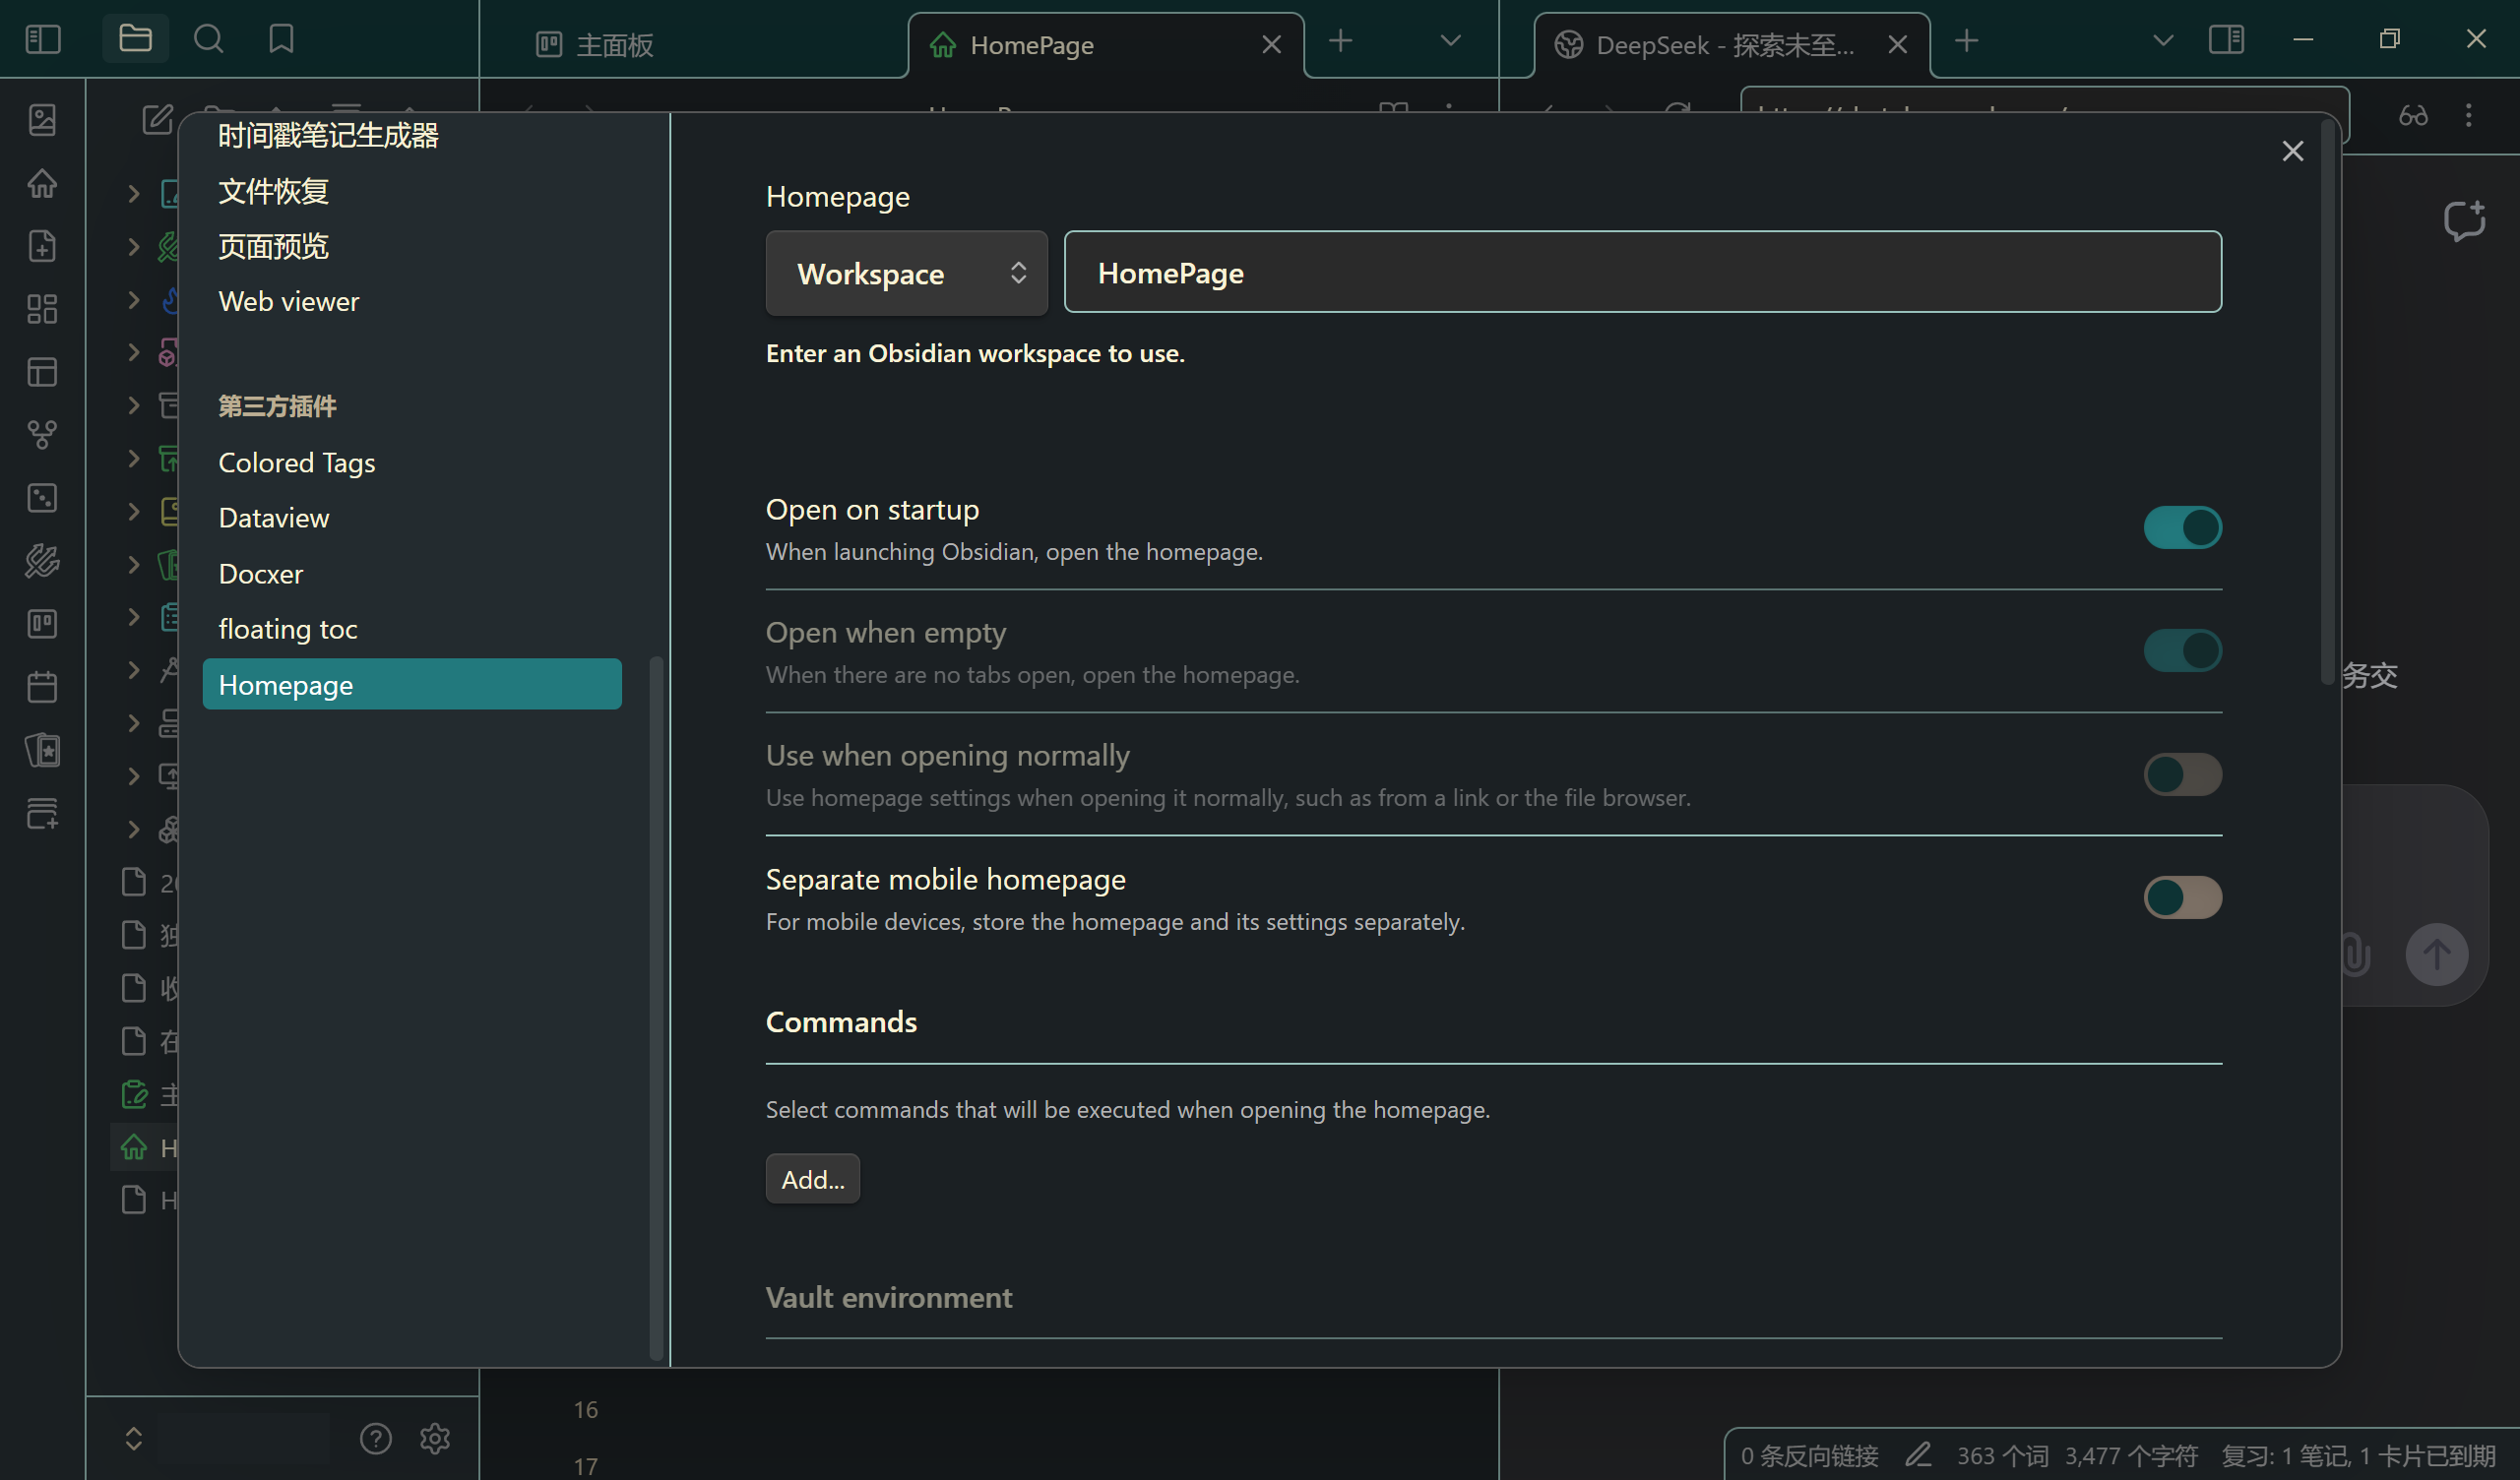 主面板
HomePage
DeepSeek - 探索未至...
时间戳笔记生成器
文件恢复
页面预览
Web viewer
第三方插件
Colored Tags
Dataview
Docxer
floating toc
Homepage
Homepage
Workspace
HomePage
Enter an Obsidian workspace to use.
Open on startup
When launching Obsidian, open the homepage.
Open when empty
When there are no tabs open, open the homepage.
Use when opening normally
Use homepage settings when opening it normally, such as from a link or the file browser.
Separate mobile homepage
For mobile devices, store the homepage and its settings separately.
Commands
Select commands that will be executed when opening the homepage.
Add...
Vault environment
务交
独
收
在
主
H
H
16
17
0 条反向链接
363 个词
3,477 个字符
复习: 1 笔记, 1 卡片已到期